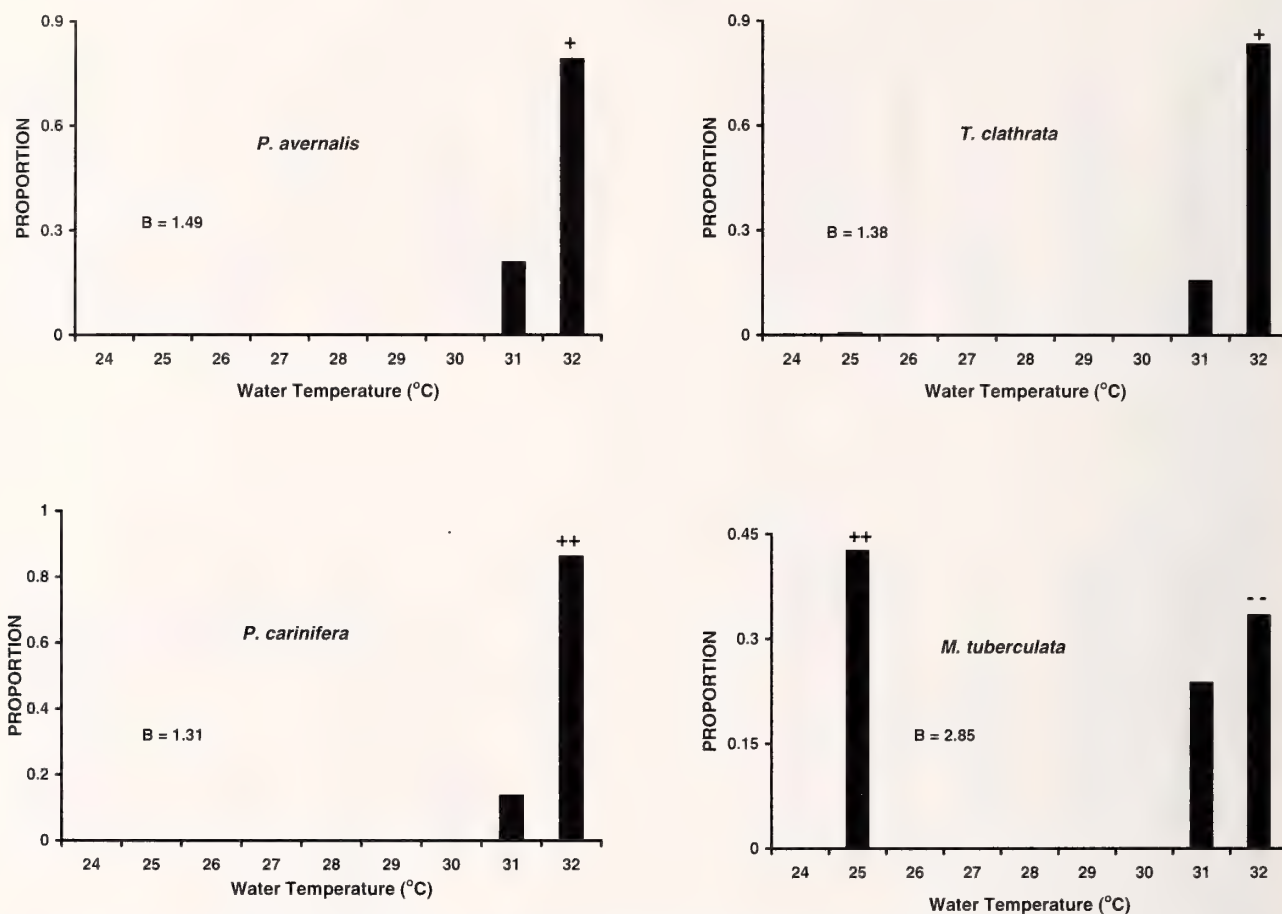 0.9
0.6
0.3
0
PROPORTION
+
P. avernalis
B = 1.49
24 25 26 27 28 29 30 31 32
Water Temperature (°C)
0.9
0.6
0.3
0
PROPORTION
+
T. clathrata
B = 1.38
24 25 26 27 28 29 30 31 32
Water Temperature (°C)
1
0.8
0.6
0.4
0.2
0
PROPORTION
++
P. carinifera
B = 1.31
24 25 26 27 28 29 30 31 32
Water Temperature (°C)
0.45
0.3
0.15
0
PROPORTION
++
- -
M. tuberculata
B = 2.85
24 25 26 27 28 29 30 31 32
Water Temperature (°C)